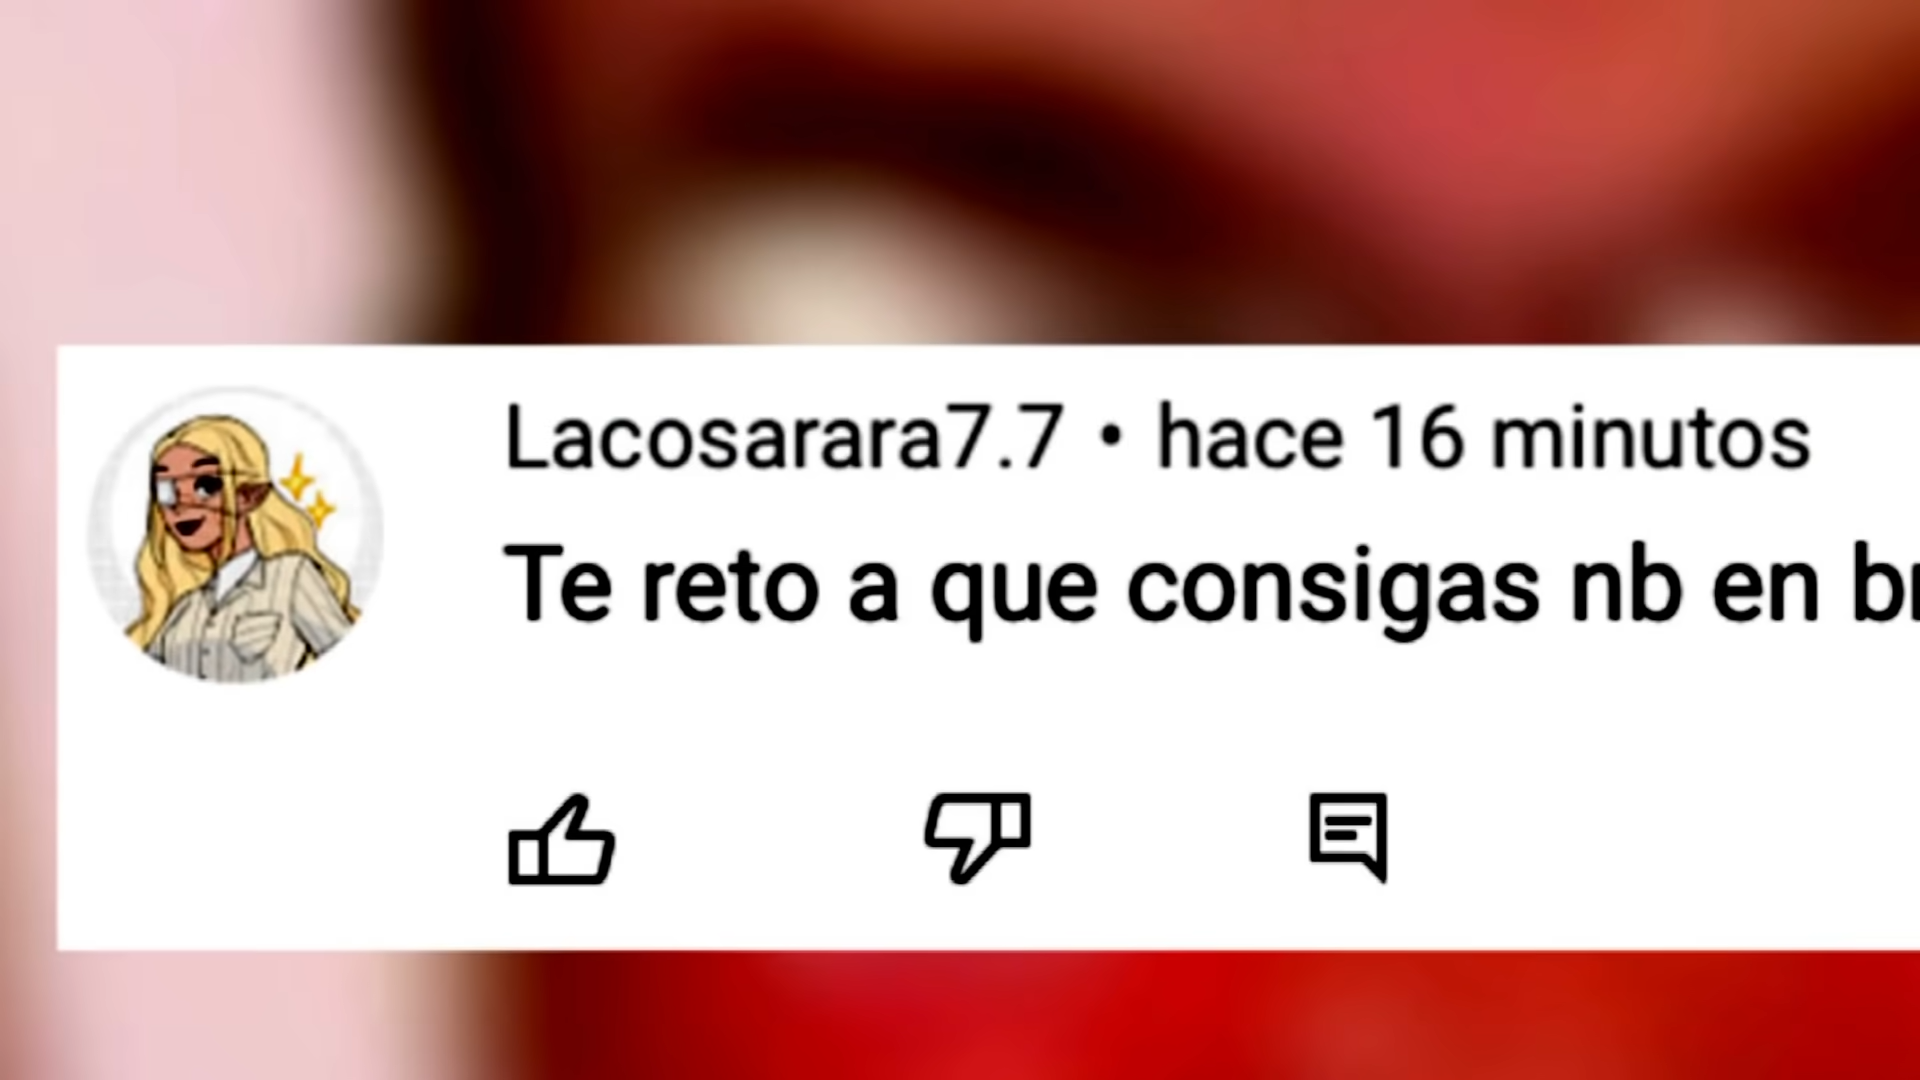 Lacosarara7.7 • hace 16 minutos
Te reto a que consigas nb en